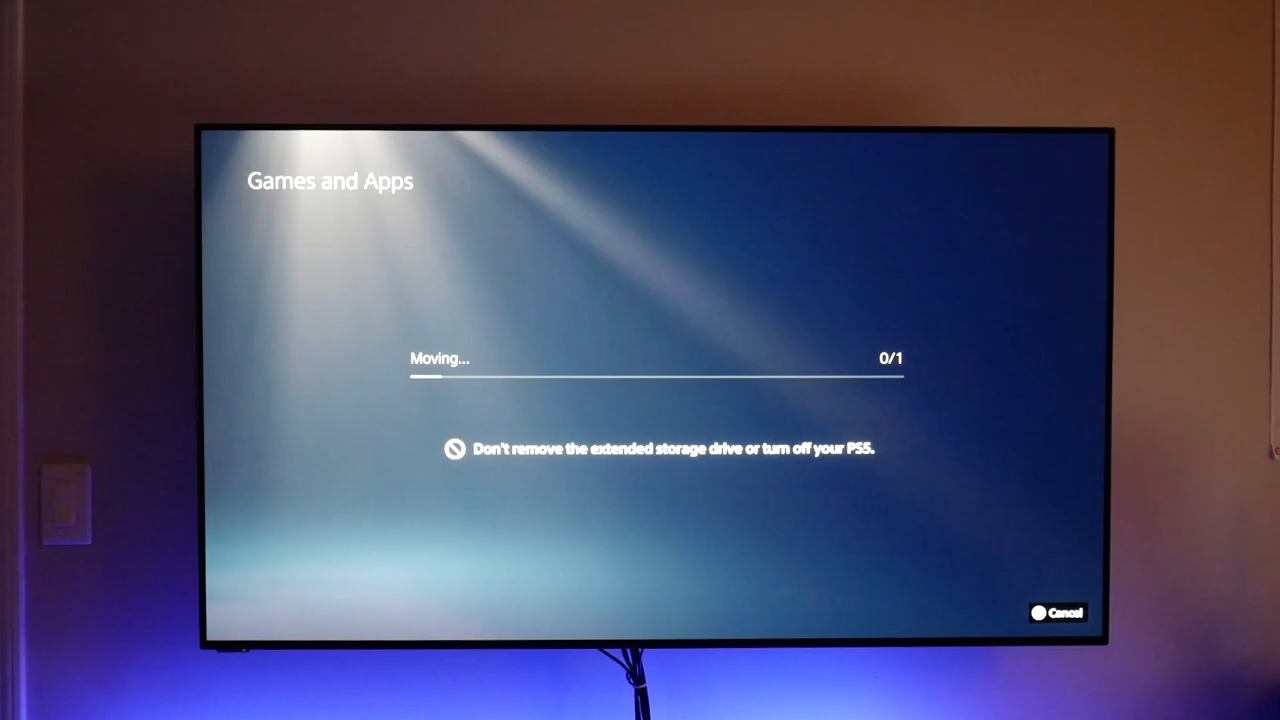 Games and Apps
Moving... 0/1
Don't remove the extended storage drive or turn off your PS5.
Cancel